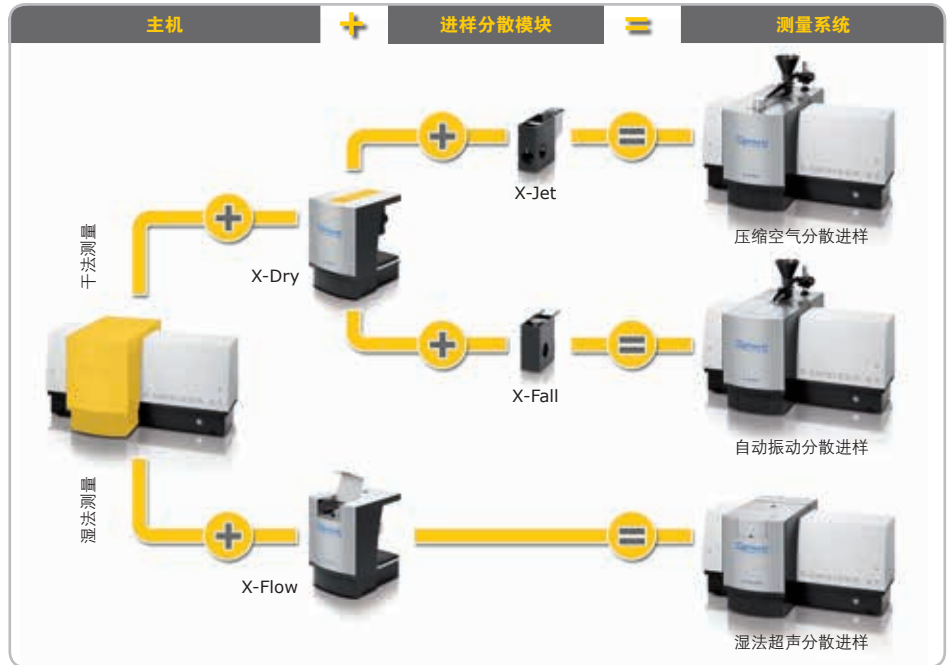 主机
+
进样分散模块
=
测量系统
X-Jet
压缩空气分散进样
干法测量
X-Dry
X-Fall
自动振动分散进样
湿法测量
X-Flow
湿法超声分散进样